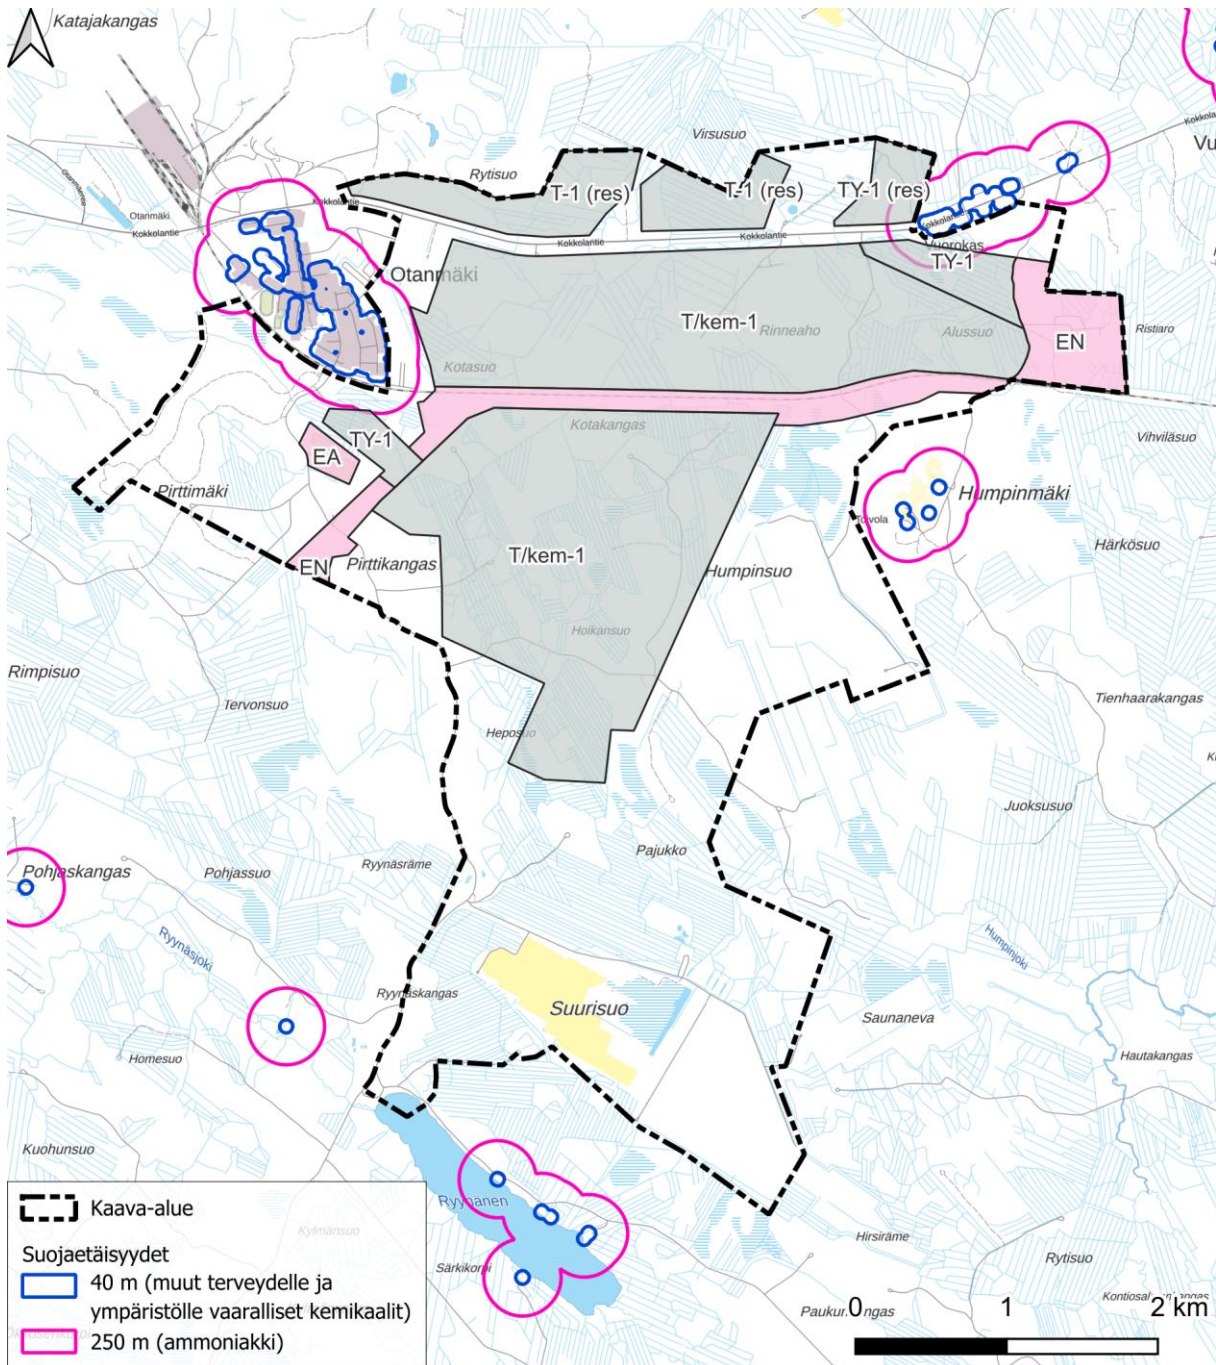 Katajakangas
Virsusuo
Kokkola
Vu
Rytisuo
T-1 (res)
T-1 (res)
TY-1 (res)
Otanmäki
Kokkolantie
Kokkolantie
Kokkolantie
Kokkolantie
Kokkolantie
Vuorokas
TY-1
Otanmäki
T/kem-1
Rinneaho
Alussuo
EN
Ristiaro
Kotasuo
Kotakangas
TY-1
EA
Vihviläsuo
Pirttimäki
Humpinmäki
Toivola
Härkösuo
EN
Pirttikangas
T/kem-1
Humpinsuo
Hoikansuo
Rimpisuo
Tervonsuo
Tienhaarakangas
Heposuo
Juoksusuo
Pohjaskangas
Pohjassuo
Ryynäsräme
Pajukko
Ryynäsjoki
Humpinjoki
Ryynäskangas
Suurisuo
Saunaneva
Homesuo
Hautakangas
Kuohunsuo
Ryynänen
Kylmänsuo
Särkikorpi
Hirsiräme
Rytisuo
Kaava-alue
Suojaetäisyydet
40 m (muut terveydelle ja
ympäristölle vaaralliset kemikaalit)
250 m (ammoniakki)
0 1 2 km